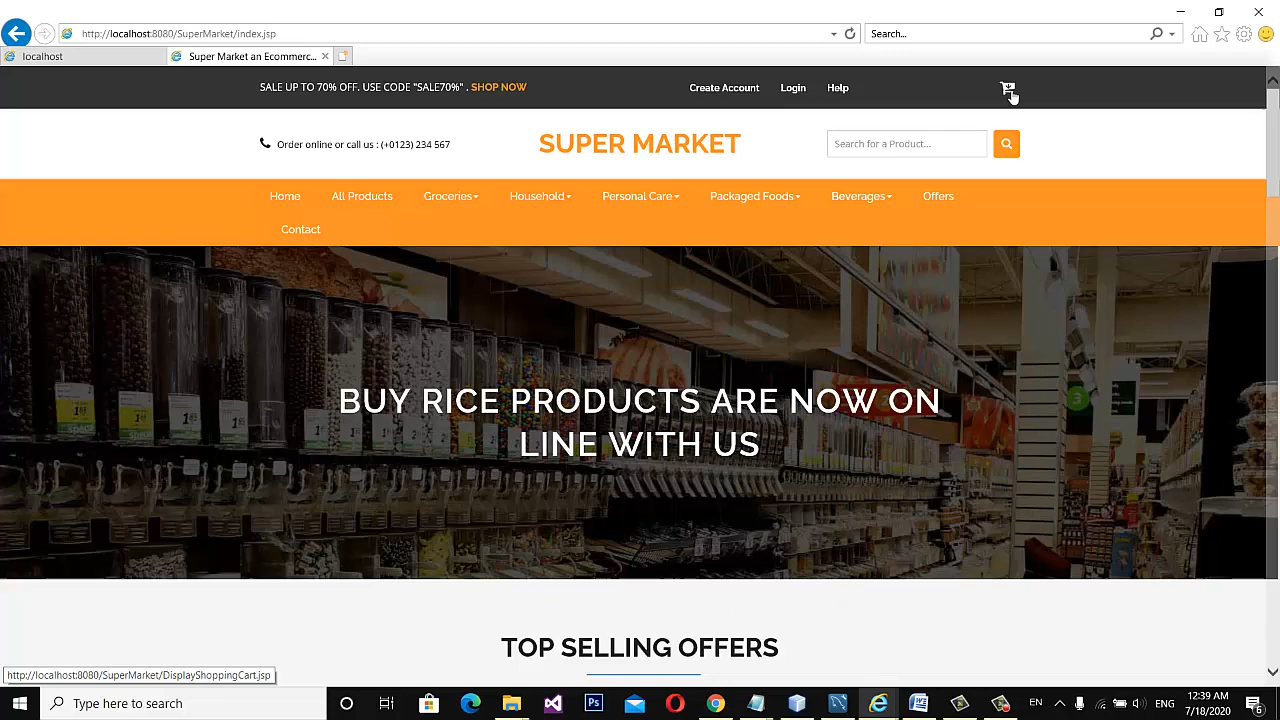 http://localhost:8080/SuperMarket/index.jsp
Search...
localhost
Super Market an Ecommerc...
SALE UP TO 70% OFF. USE CODE "SALE70%" . SHOP NOW
Create Account
Login
Help
Order online or call us : (+0123) 234 567
SUPER MARKET
Search for a Product...
Home
All Products
Groceries
Household
Personal Care
Packaged Foods
Beverages
Offers
Contact
BUY RICE PRODUCTS ARE NOW ON
LINE WITH US
TOP SELLING OFFERS
http://localhost:8080/SuperMarket/DisplayShoppingCart.jsp
Type here to search
EN
ENG
12:39 AM
7/18/2020